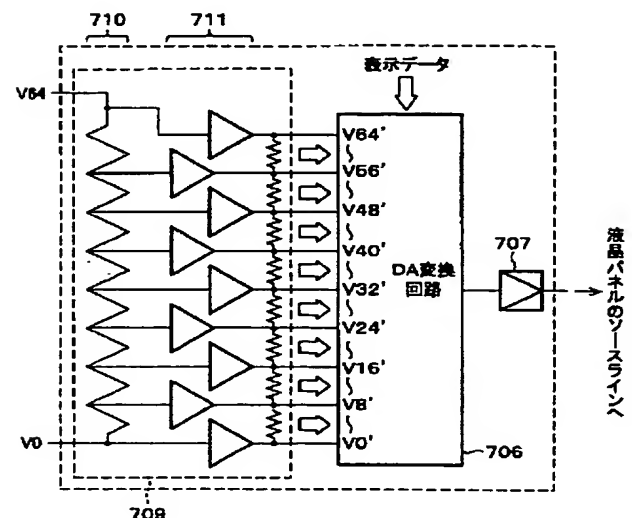 710
711
表示データ
V64
V64'
V56'
V48'
V40'
DA変換
回路
V32'
V24'
V16'
V8'
V0'
V0
707
706
709
液晶パネルのソースラインへ